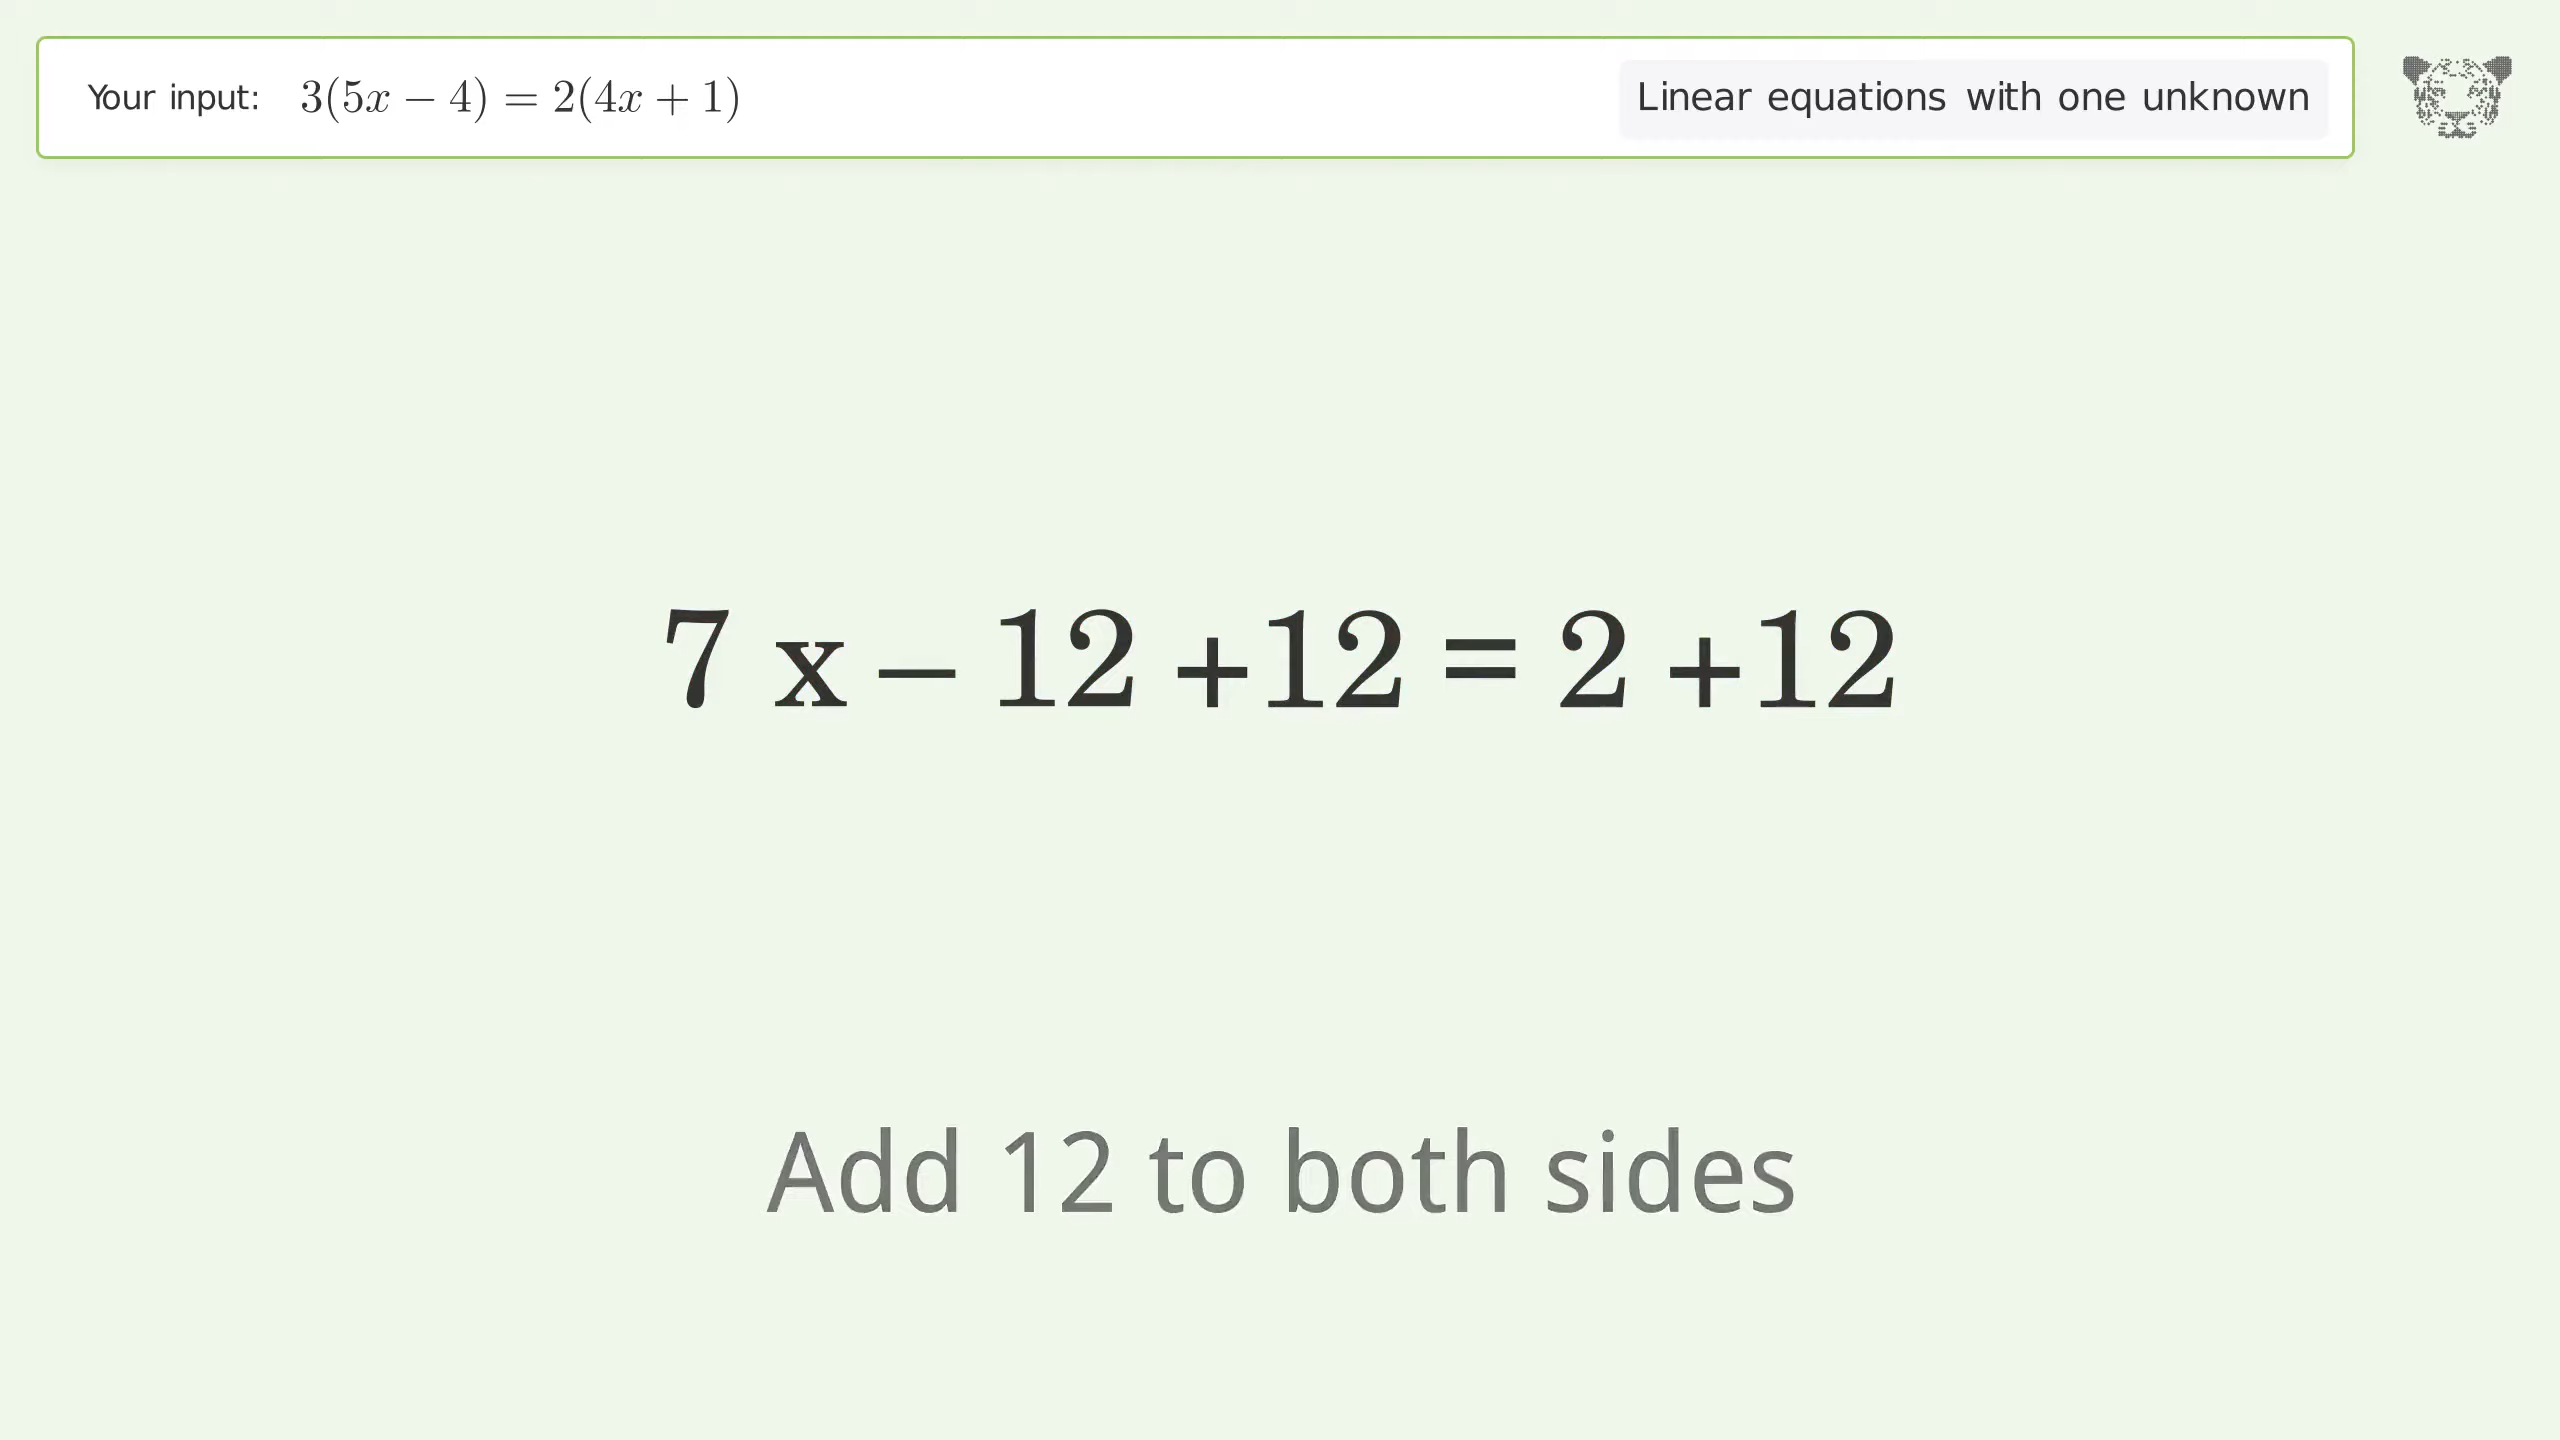 Your input: 3(5x − 4) = 2(4x + 1)
Linear equations with one unknown
7 x − 12 +12 = 2 +12
Add 12 to both sides